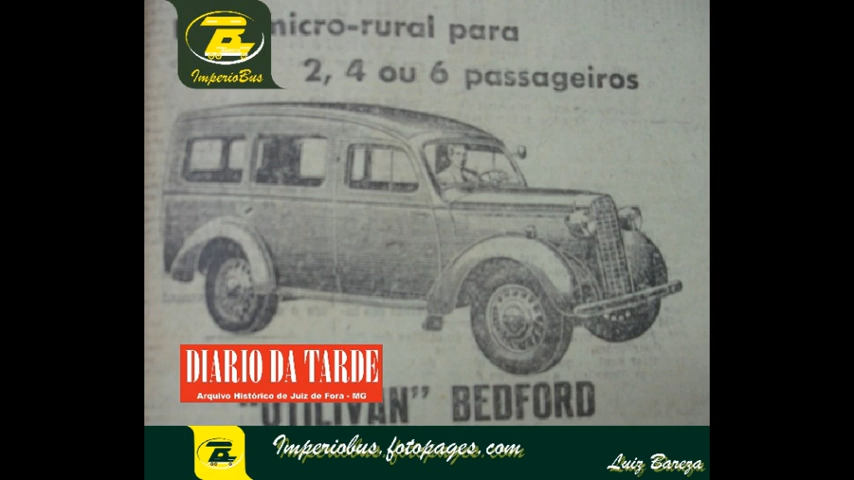 ImperioBus
micro-rural para
2, 4 ou 6 passageiros
DIARIO DA TARDE
Arquivo Histórico de Juiz de Fora - MG
"UTILIVAN" BEDFORD
Imperiobus.fotopages.com
Luiz Bareza